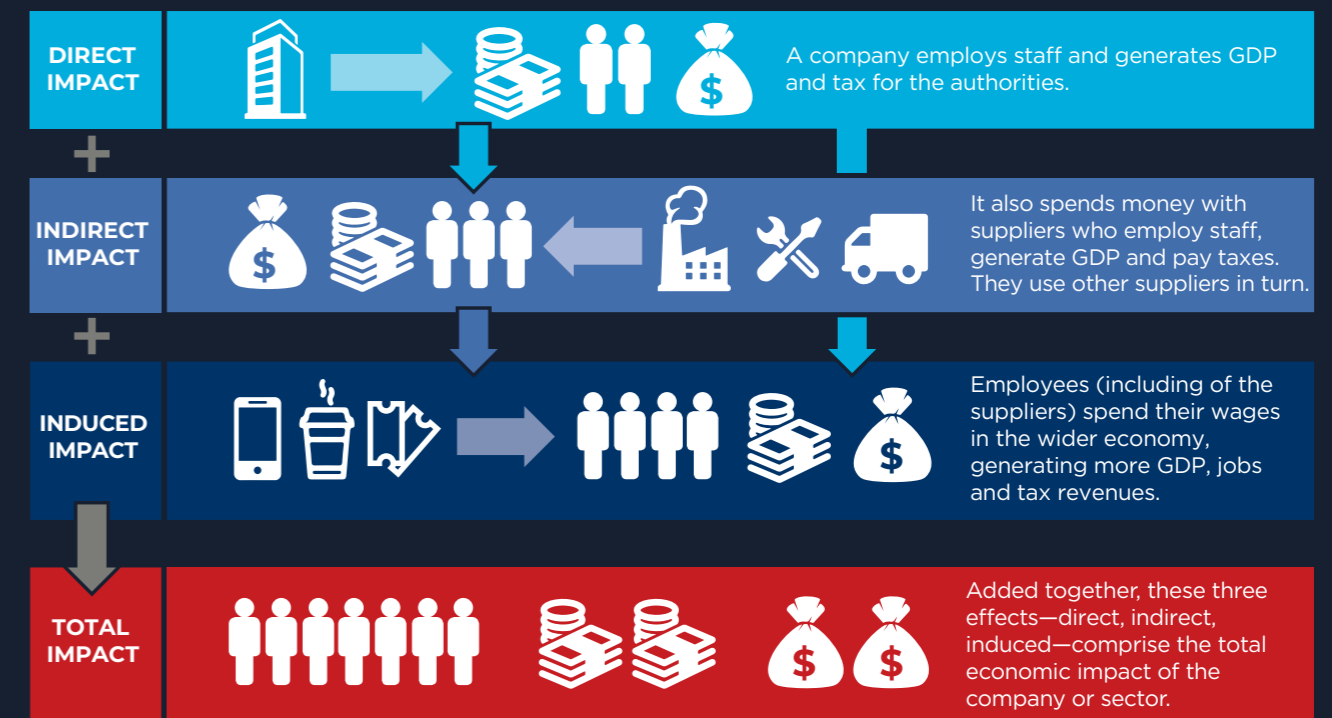 DIRECT
IMPACT
$
A company employs staff and generates GDP
and tax for the authorities.
+
INDIRECT
IMPACT
$
It also spends money with
suppliers who employ staff,
generate GDP and pay taxes.
They use other suppliers in turn.
+
INDUCED
IMPACT
$
Employees (including of the
suppliers) spend their wages
in the wider economy,
generating more GDP, jobs
and tax revenues.
TOTAL
IMPACT
$ $
Added together, these three
effects—direct, indirect,
induced—comprise the total
economic impact of the
company or sector.